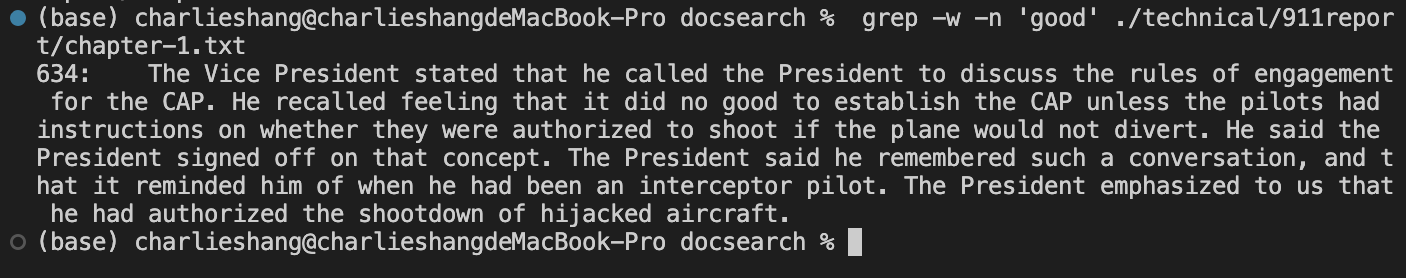 (base) charlieshang@charlieshangdeMacBook-Pro docsearch %  grep -w -n 'good' ./technical/911repor
t/chapter-1.txt
634:    The Vice President stated that he called the President to discuss the rules of engagement
 for the CAP. He recalled feeling that it did no good to establish the CAP unless the pilots had
instructions on whether they were authorized to shoot if the plane would not divert. He said the
President signed off on that concept. The President said he remembered such a conversation, and t
hat it reminded him of when he had been an interceptor pilot. The President emphasized to us that
 he had authorized the shootdown of hijacked aircraft.
(base) charlieshang@charlieshangdeMacBook-Pro docsearch %